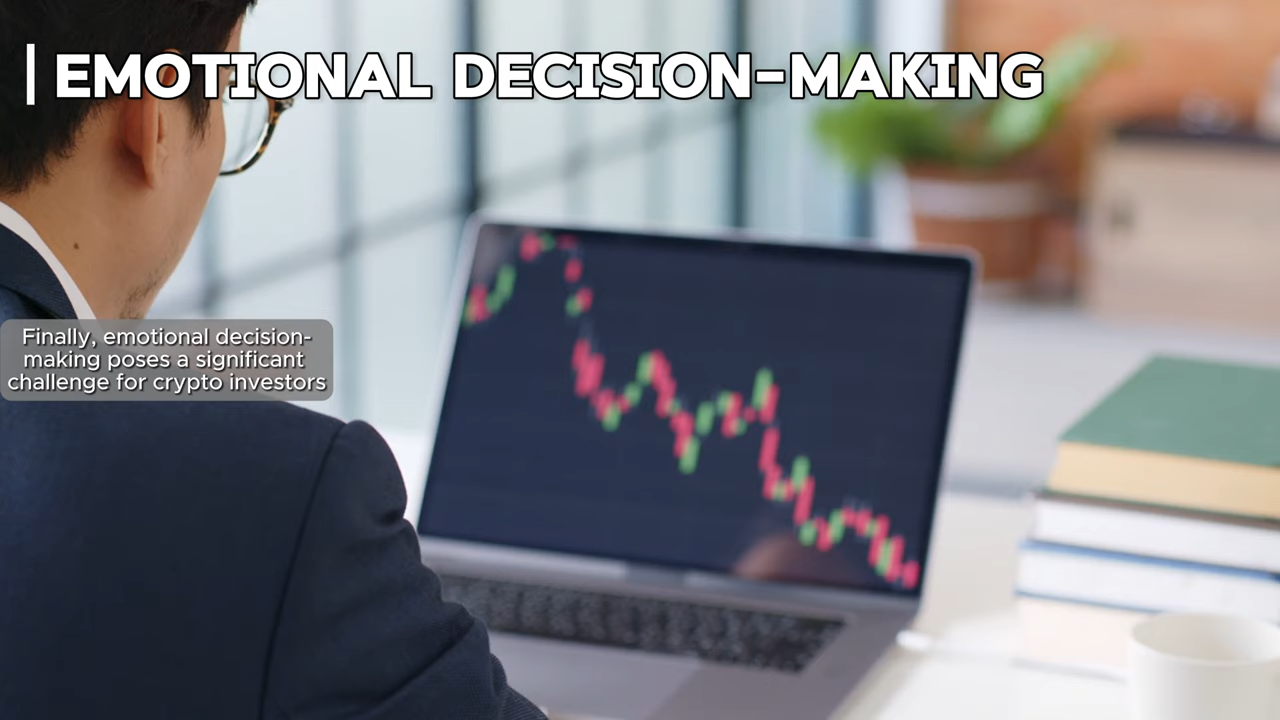 | EMOTIONAL DECISION-MAKING
Finally, emotional decision-
making poses a significant
challenge for crypto investors